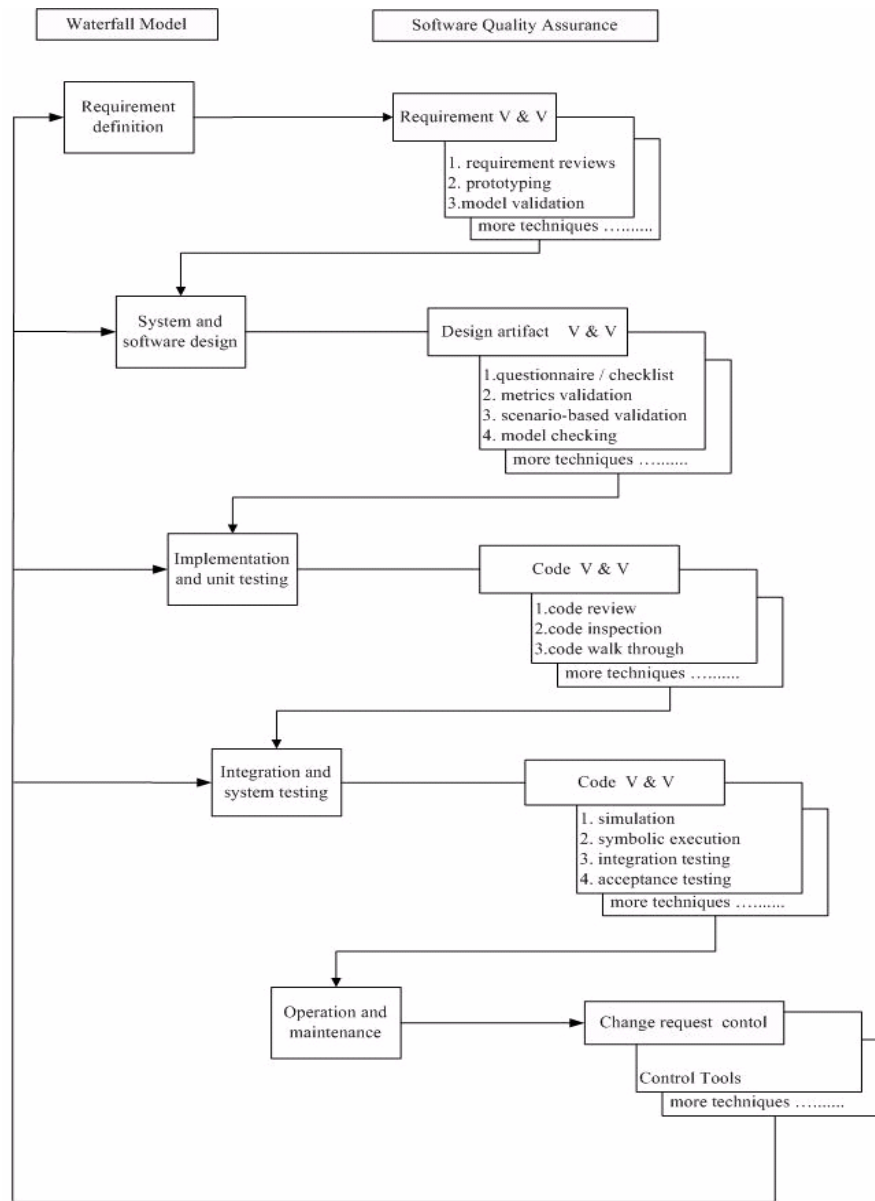 Waterfall Model
Software Quality Assurance
Requirement
definition
Requirement V & V
1. requirement reviews
2. prototyping
3.model validation
more techniques ….......
System and
software design
Design artifact V & V
1.questionnaire / checklist
2. metrics validation
3. scenario-based validation
4. model checking
more techniques ….......
Implementation
and unit testing
Code V & V
1.code review
2.code inspection
3.code walk through
more techniques ….......
Integration and
system testing
Code V & V
1. simulation
2. symbolic execution
3. integration testing
4. acceptance testing
more techniques ….......
Operation and
maintenance
Change request contol
Control Tools
more techniques ….......